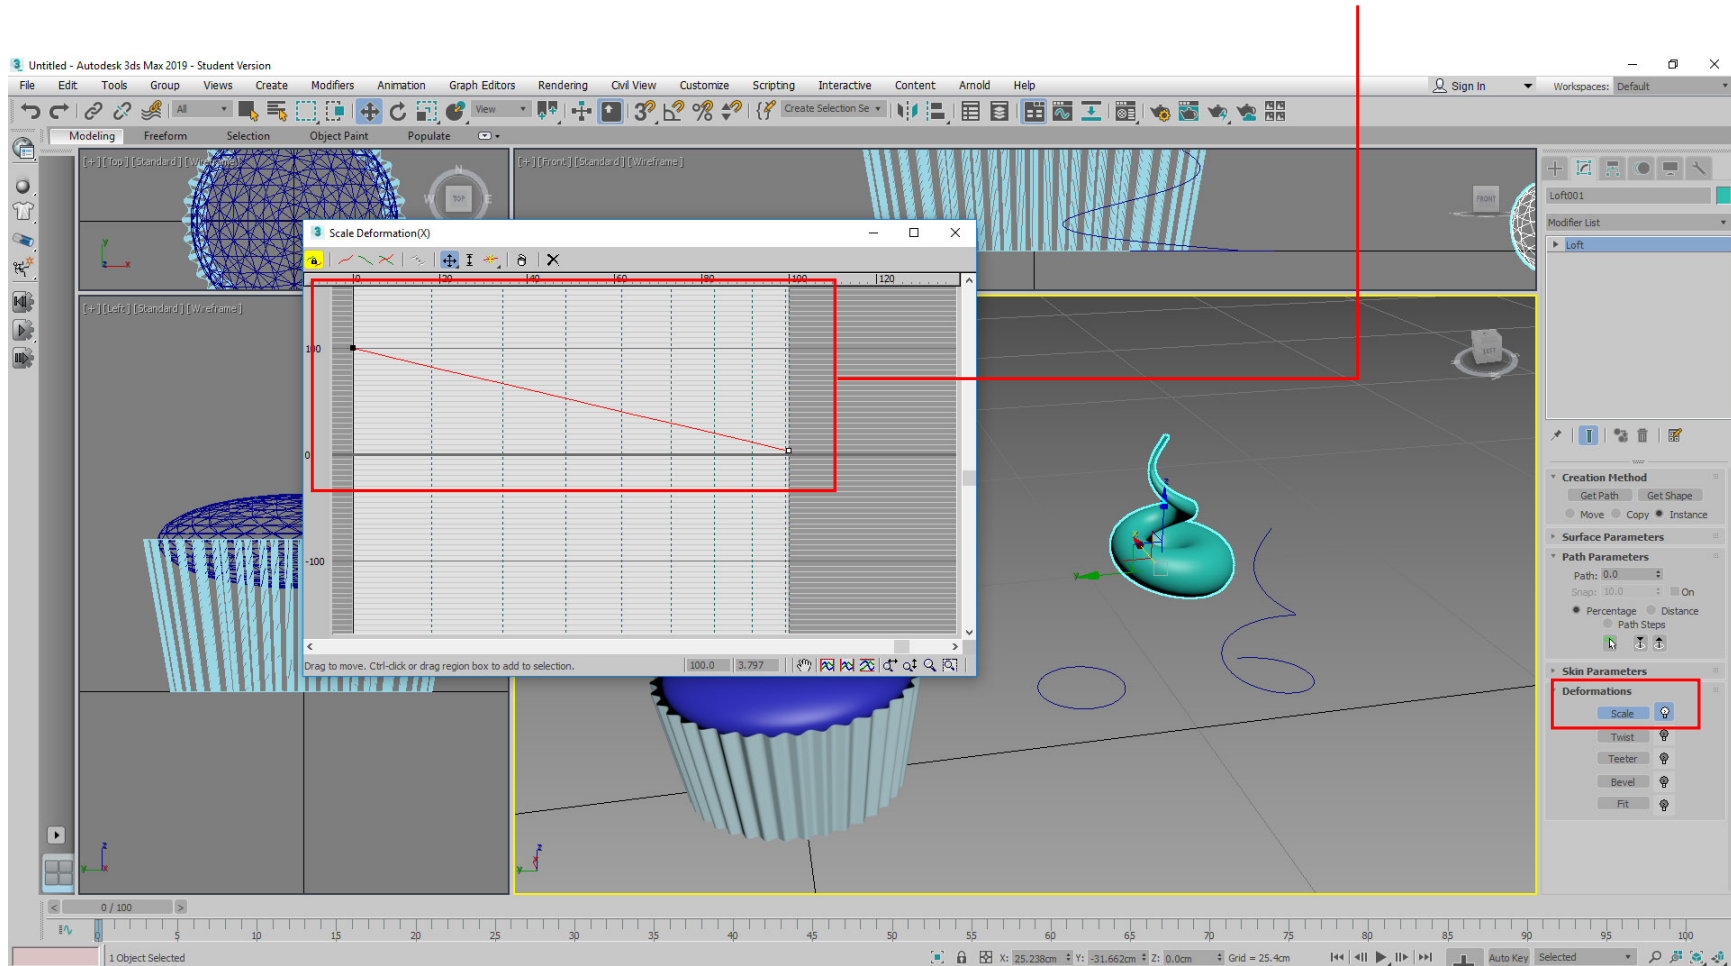 Untitled - Autodesk 3ds Max 2019 - Student Version
File Edit Tools Group Views Create Modifiers Animation Graph Editors Rendering Civil View Customize Scripting Interactive Content Arnold Help Sign In Workspaces: Default
All View Create Selection Se
Modeling Freeform Selection Object Paint Populate
[+] [Top] [Standard] [Wireframe]
[+] [Front] [Standard] [Wireframe]
N
W TOP E
FRONT
Loft001
Modifier List
Loft
Scale Deformation(X)
0 20 40 60 80 100 120
100
0
-100
Drag to move. Ctrl-click or drag region box to add to selection. 100.0 3.797
[+] [Left] [Standard] [Wireframe]
LEFT
Creation Method
Get Path Get Shape
Move Copy Instance
Surface Parameters
Path Parameters
Path: 0.0
Snap: 10.0 On
Percentage Distance
Path Steps
Skin Parameters
Deformations
Scale
Twist
Teeter
Bevel
Fit
0 / 100
0 5 10 15 20 25 30 35 40 45 50 55 60 65 70 75 80 85 90 95 100
1 Object Selected X: 25.238cm Y: -31.662cm Z: 0.0cm Grid = 25.4cm Auto Key Selected